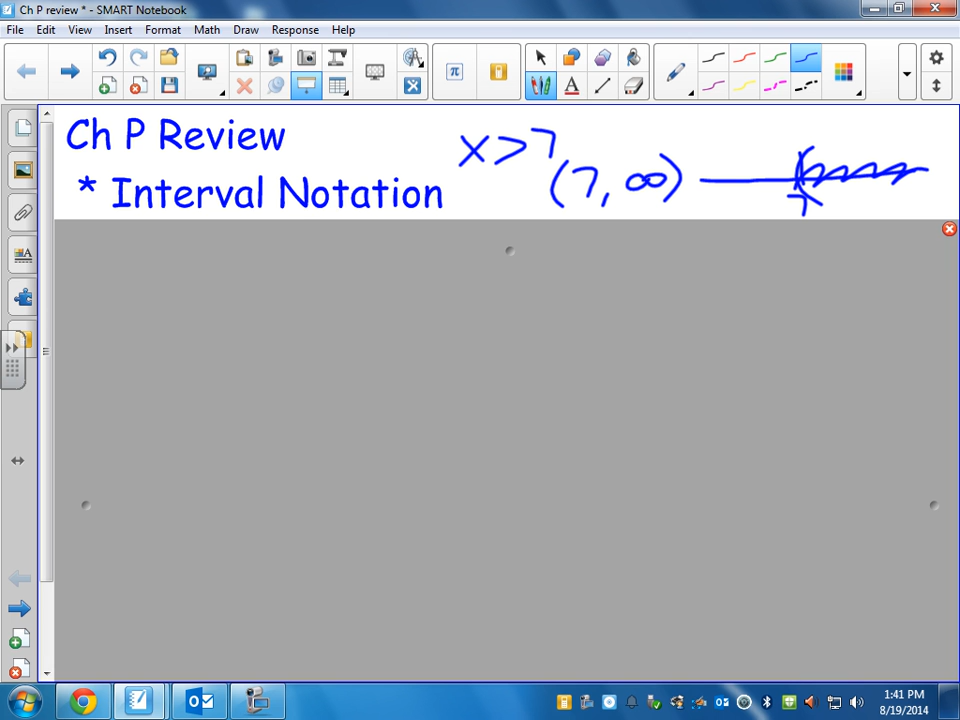 Ch P review * - SMART Notebook
File Edit View Insert Format Math Draw Response Help
Ch P Review
x>7
* Interval Notation
(7, ∞)
7
1:41 PM
8/19/2014